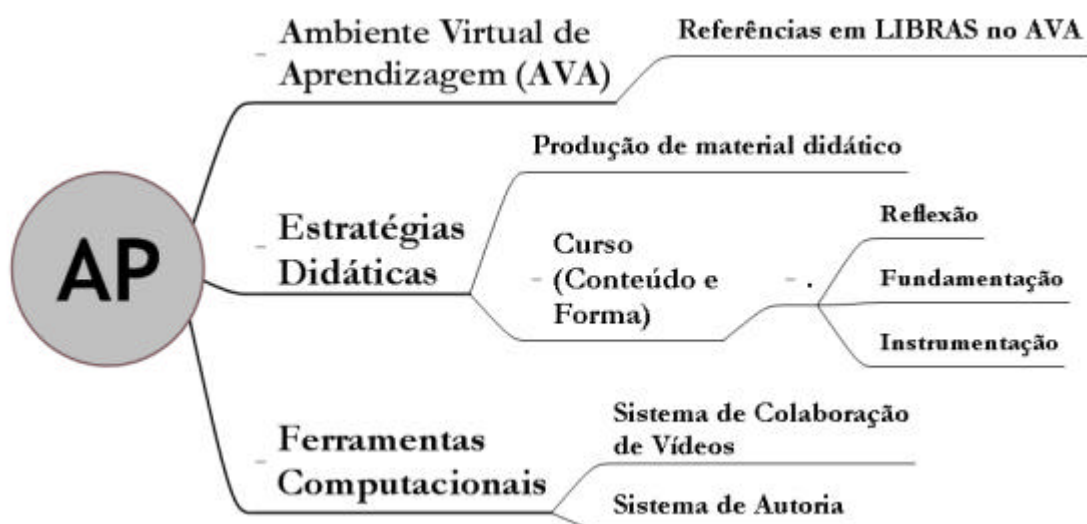 AP
Ambiente Virtual de
Aprendizagem (AVA)
Referências em LIBRAS no AVA
Estratégias
Didáticas
Produção de material didático
Curso
(Conteúdo e
Forma)
.
Reflexão
Fundamentação
Instrumentação
Ferramentas
Computacionais
Sistema de Colaboração
de Vídeos
Sistema de Autoria